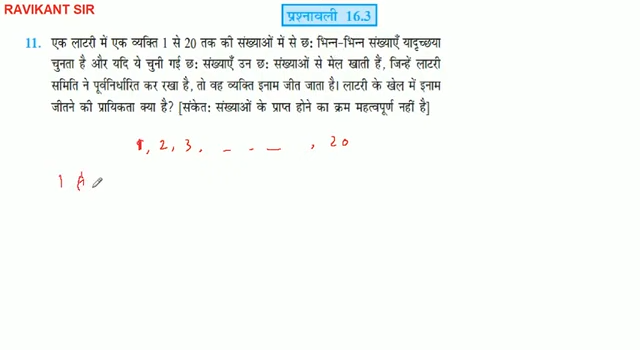 RAVIKANT SIR
प्रश्नावली 16.3
11. एक लाटरी में एक व्यक्ति 1 से 20 तक की संख्याओं में से छः भिन्न-भिन्न संख्याएँ यादृच्छया
चुनता है और यदि ये चुनी गई छः संख्याएँ उन छः संख्याओं से मेल खाती हैं, जिन्हें लाटरी
समिति ने पूर्वनिर्धारित कर रखा है, तो वह व्यक्ति इनाम जीत जाता है। लाटरी के खेल में इनाम
जीतने की प्रायिकता क्या है? [संकेत: संख्याओं के प्राप्त होने का क्रम महत्वपूर्ण नहीं है]
1, 2, 3, _ _ _ , 20
1